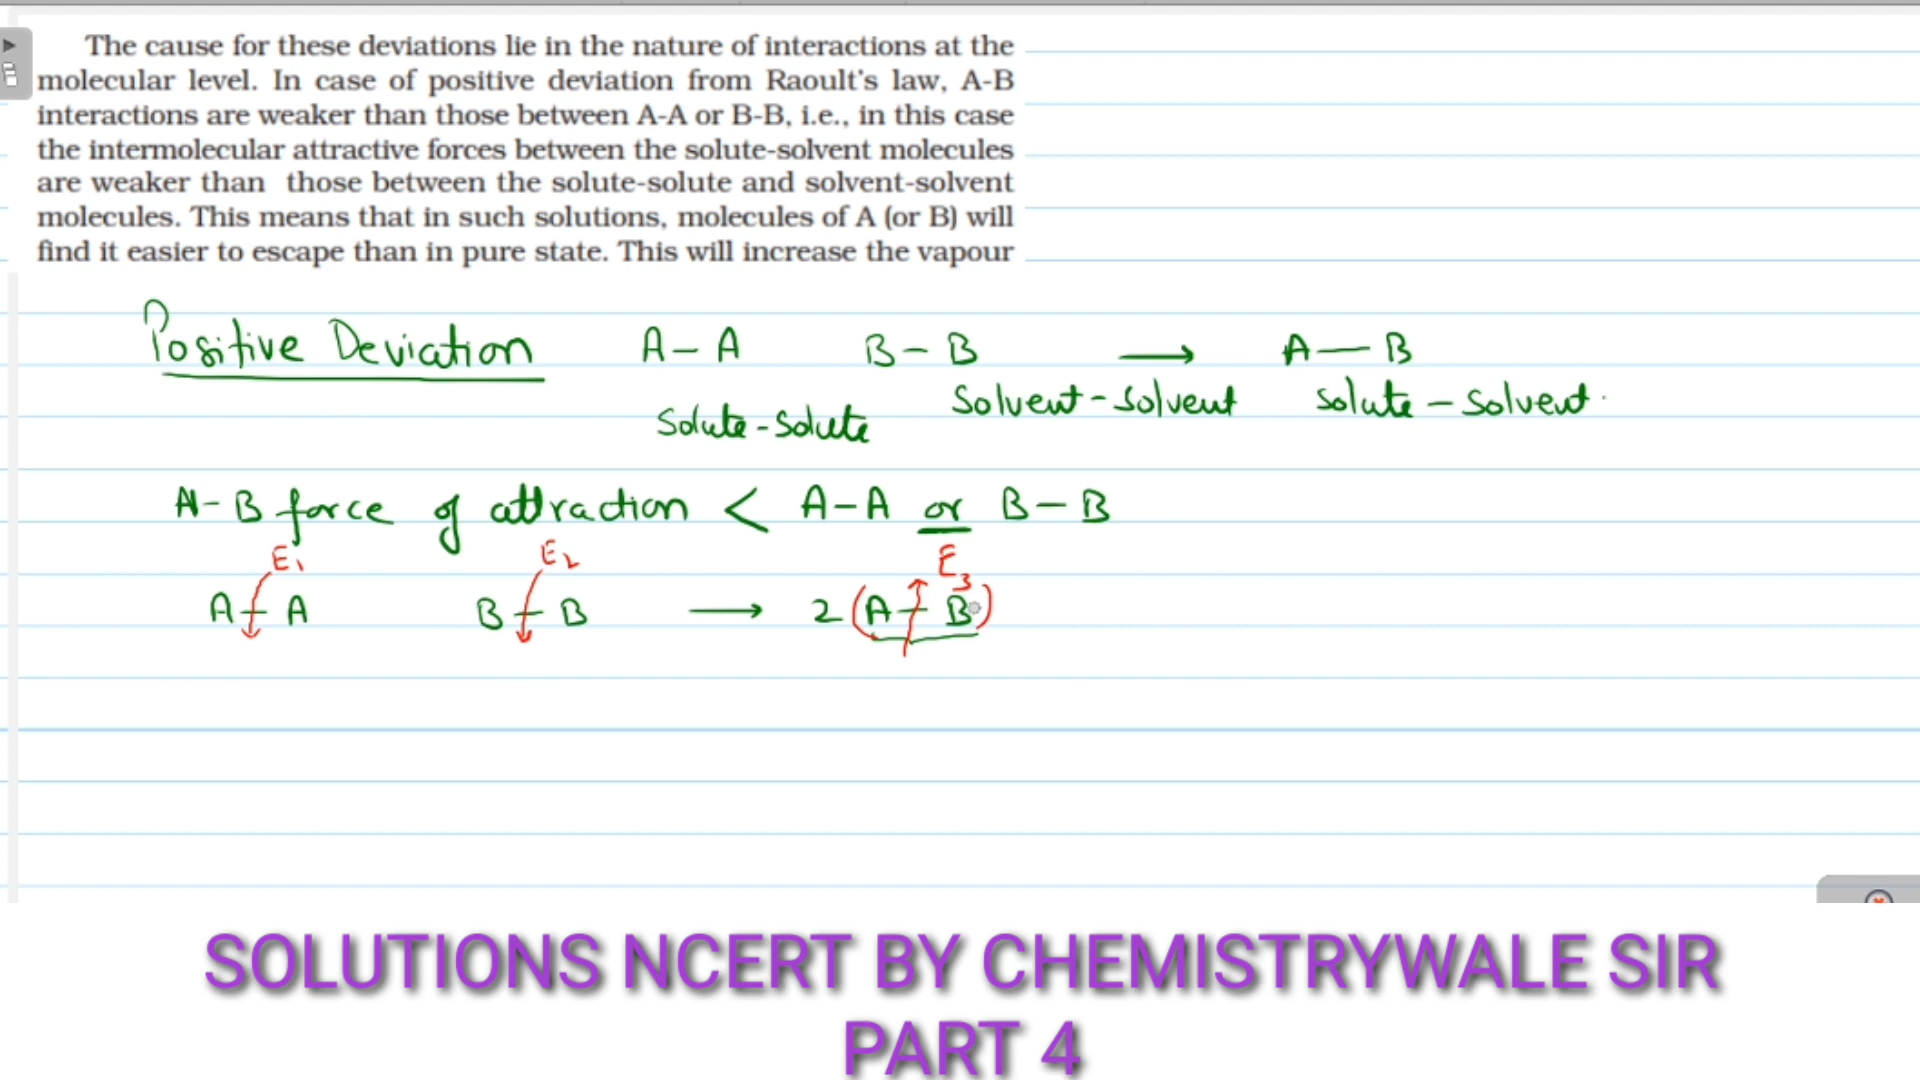 The cause for these deviations lie in the nature of interactions at the
molecular level. In case of positive deviation from Raoult's law, A-B
interactions are weaker than those between A-A or B-B, i.e., in this case
the intermolecular attractive forces between the solute-solvent molecules
are weaker than those between the solute-solute and solvent-solvent
molecules. This means that in such solutions, molecules of A (or B) will
find it easier to escape than in pure state. This will increase the vapour
Positive Deviation A-A B-B → A-B
Solute-Solute Solvent-Solvent Solute-Solvent
A-B force of attraction < A-A or B-B
E₁ E₂ E₃
A-A B-B → 2(A-B)
SOLUTIONS NCERT BY CHEMISTRYWALE SIR
PART 4